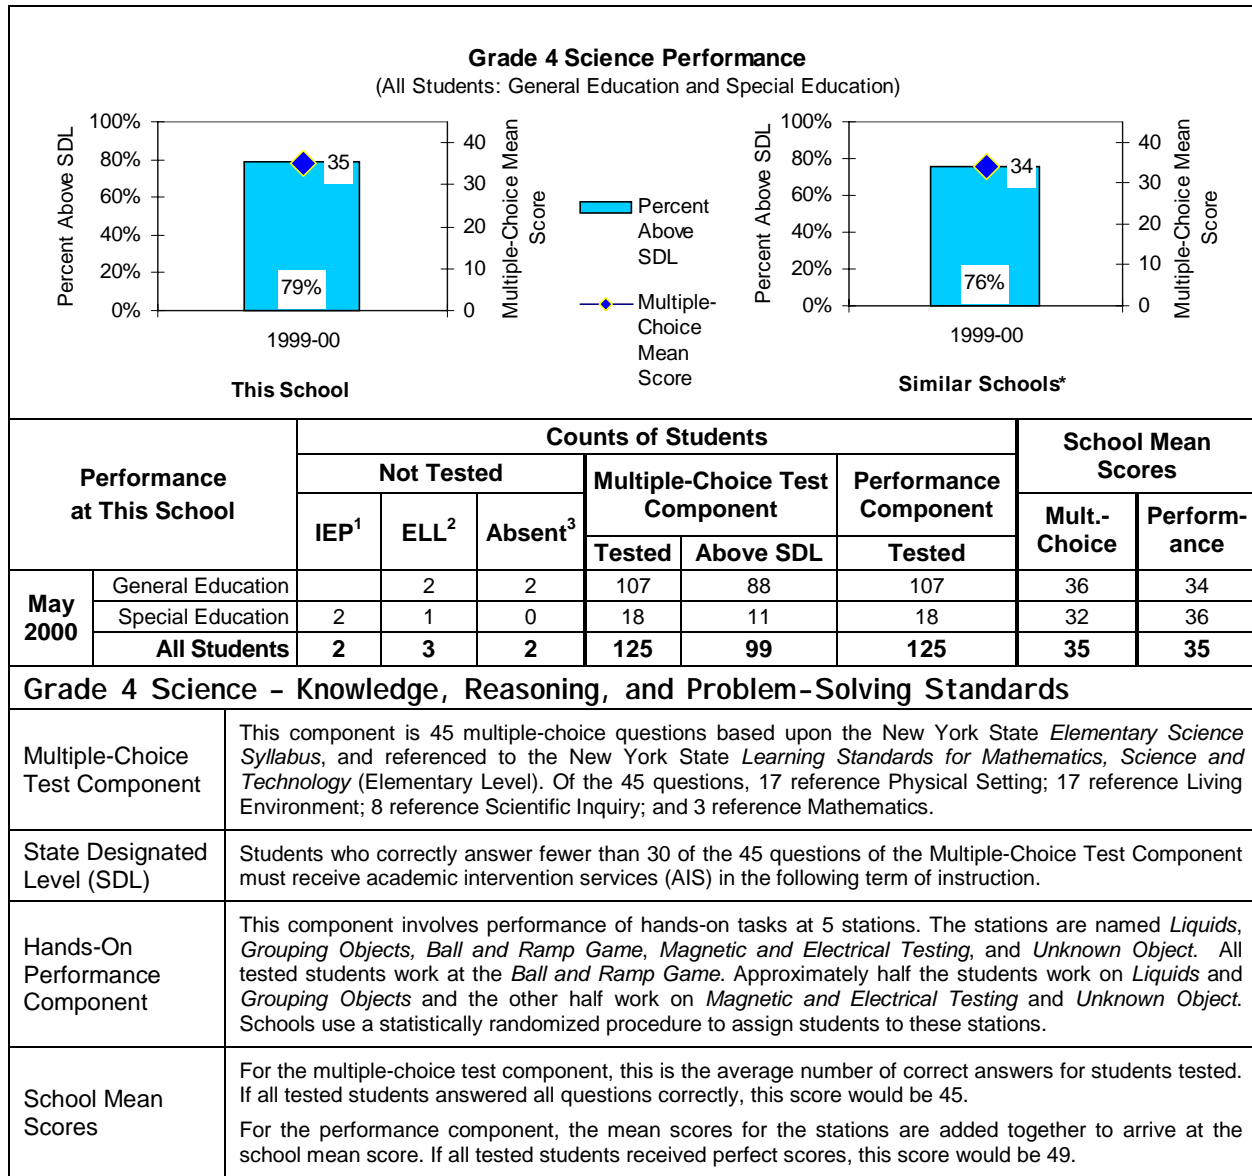 Grade 4 Science Performance
(All Students: General Education and Special Education)
Percent Above SDL
100%
80%
60%
40%
20%
0%
35
79%
40
30
20
10
0
Multiple-Choice Mean
Score
1999-00
This School
Percent
Above
SDL
Multiple-
Choice
Mean
Score
Percent Above SDL
100%
80%
60%
40%
20%
0%
34
76%
40
30
20
10
0
Multiple-Choice Mean
Score
1999-00
Similar Schools*
Performance
at This School
Counts of Students
School Mean
Scores
Not Tested
Multiple-Choice Test
Component
Performance
Component
IEP1 ELL2 Absent3
Mult.-
Choice
Perform-
ance
Tested Above SDL Tested
May
2000
General Education 2 2 107 88 107 36 34
Special Education 2 1 0 18 11 18 32 36
All Students 2 3 2 125 99 125 35 35
Grade 4 Science – Knowledge, Reasoning, and Problem-Solving Standards
Multiple-Choice
Test Component
This component is 45 multiple-choice questions based upon the New York State Elementary Science
Syllabus, and referenced to the New York State Learning Standards for Mathematics, Science and
Technology (Elementary Level). Of the 45 questions, 17 reference Physical Setting; 17 reference Living
Environment; 8 reference Scientific Inquiry; and 3 reference Mathematics.
State Designated
Level (SDL)
Students who correctly answer fewer than 30 of the 45 questions of the Multiple-Choice Test Component
must receive academic intervention services (AIS) in the following term of instruction.
Hands-On
Performance
Component
This component involves performance of hands-on tasks at 5 stations. The stations are named Liquids,
Grouping Objects, Ball and Ramp Game, Magnetic and Electrical Testing, and Unknown Object. All
tested students work at the Ball and Ramp Game. Approximately half the students work on Liquids and
Grouping Objects and the other half work on Magnetic and Electrical Testing and Unknown Object.
Schools use a statistically randomized procedure to assign students to these stations.
School Mean
Scores
For the multiple-choice test component, this is the average number of correct answers for students tested.
If all tested students answered all questions correctly, this score would be 45.
For the performance component, the mean scores for the stations are added together to arrive at the
school mean score. If all tested students received perfect scores, this score would be 49.